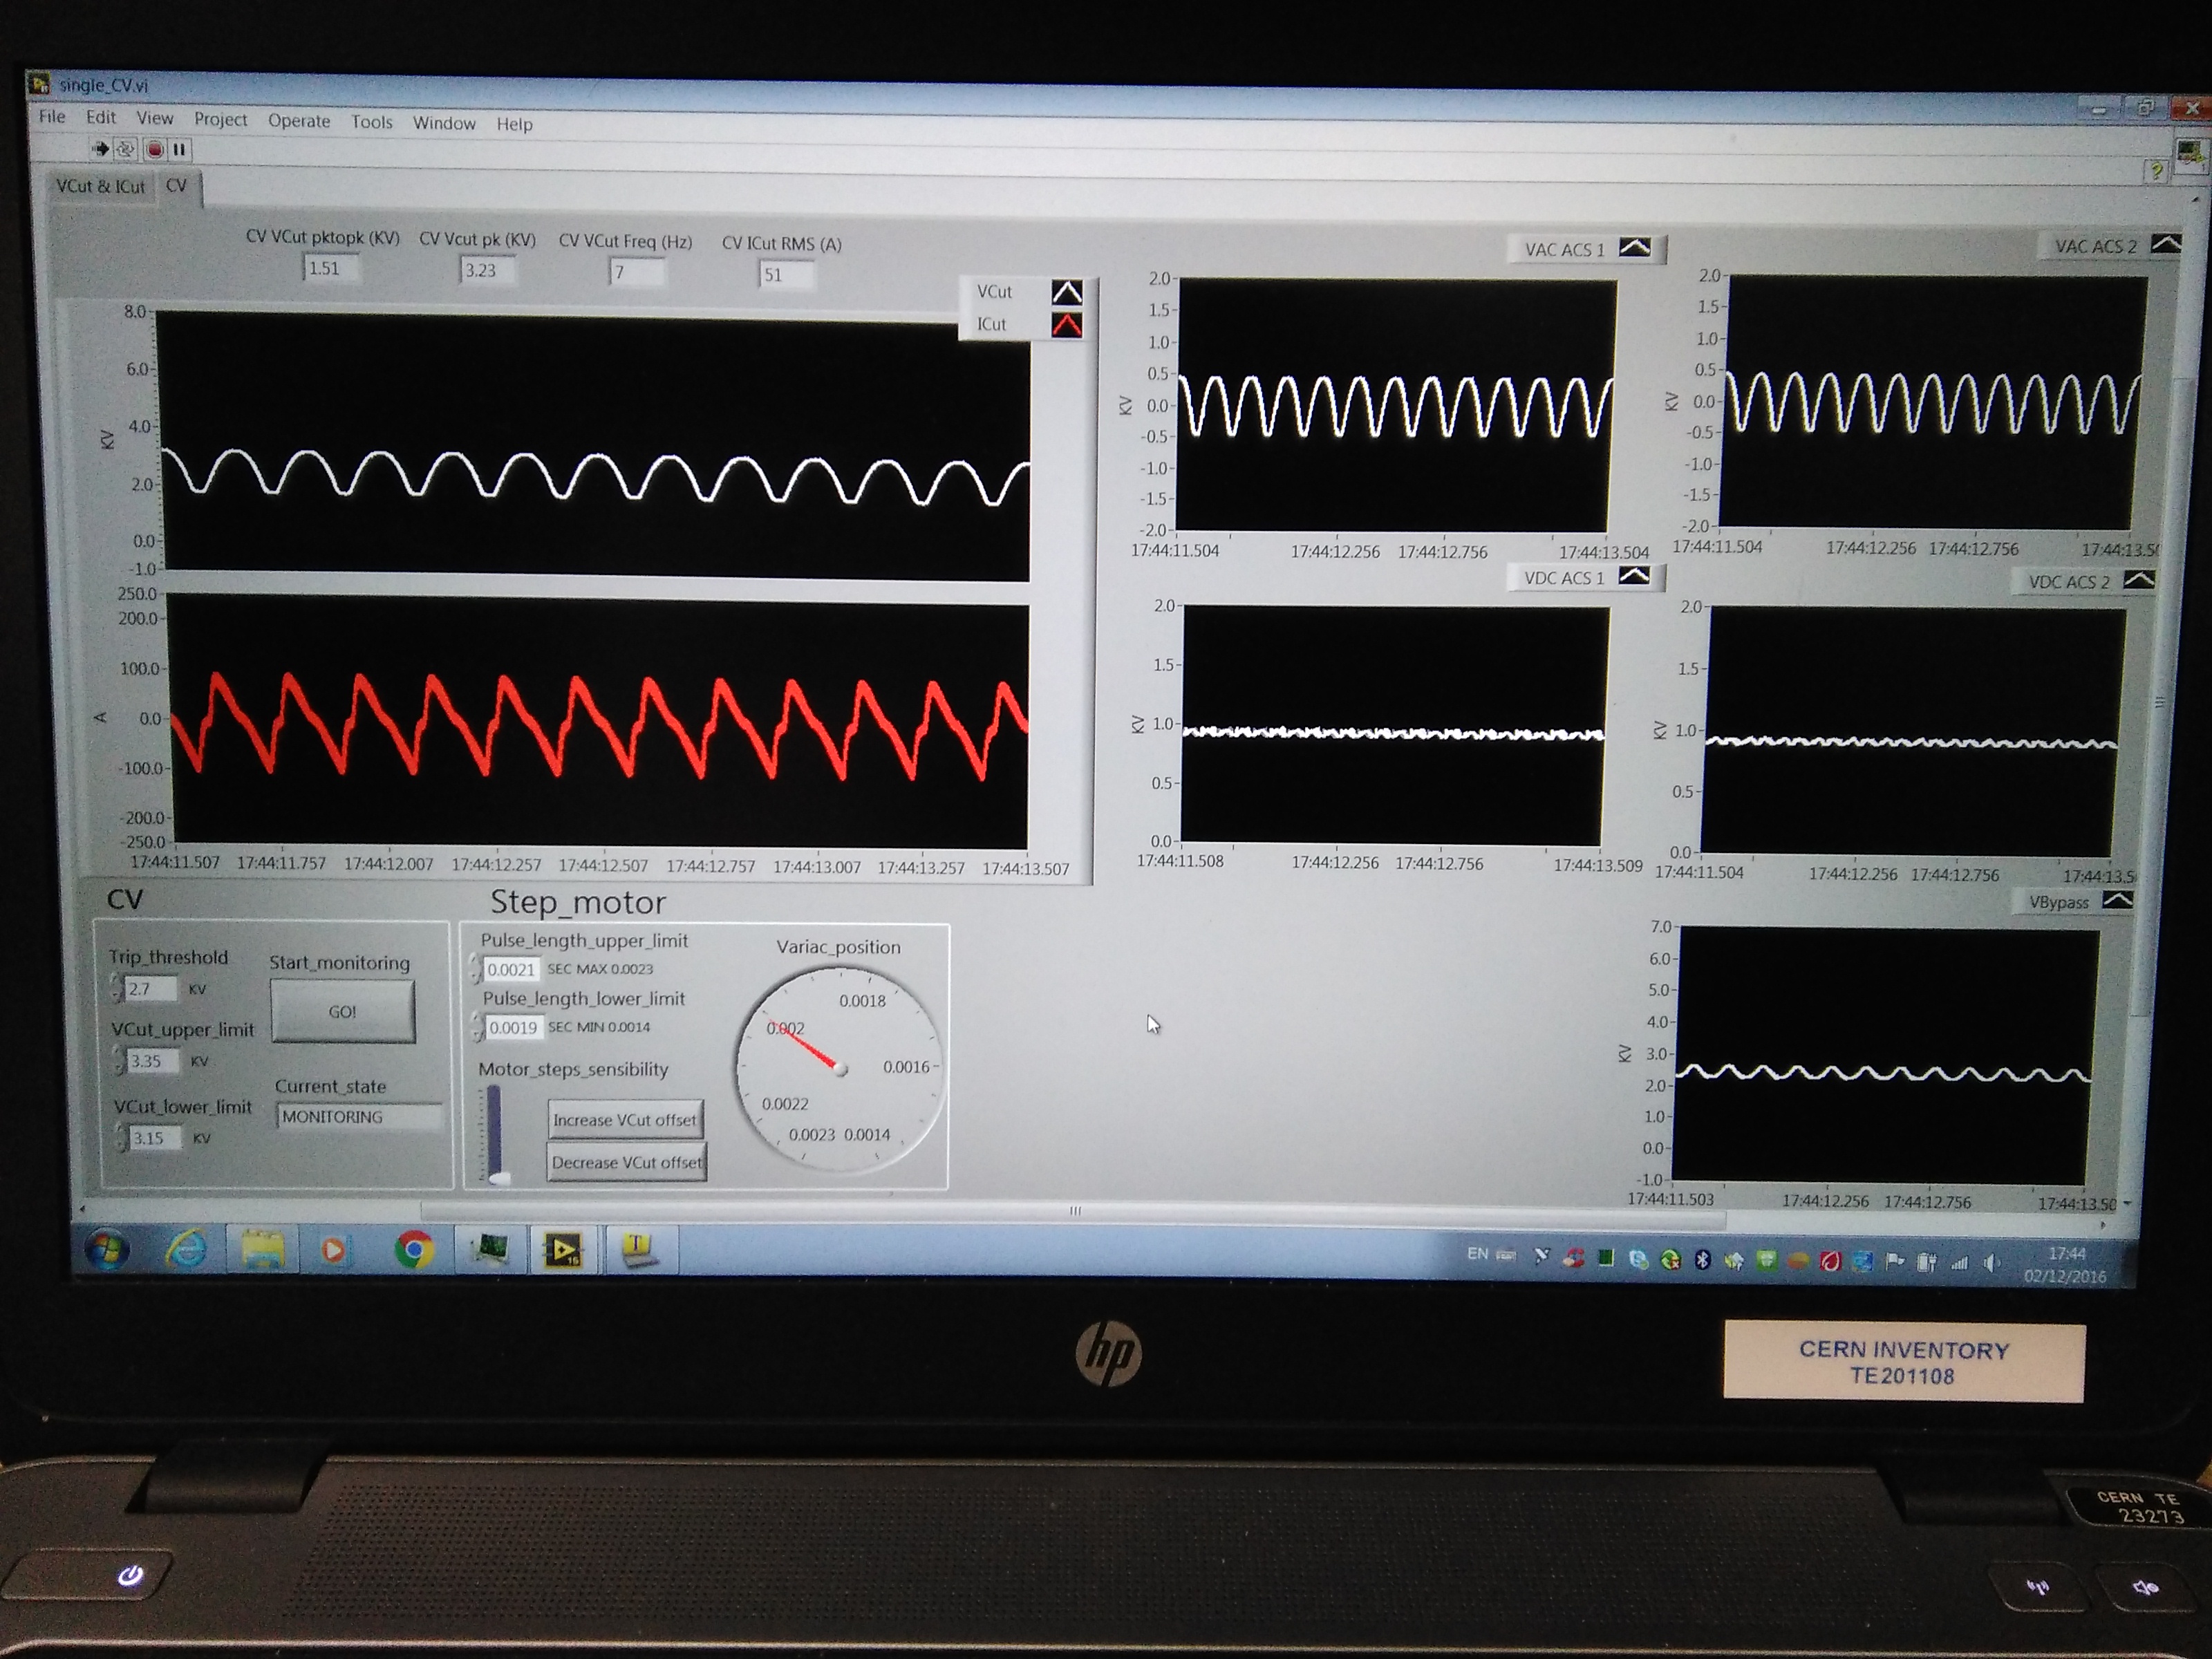 single_CV.vi
File Edit View Project Operate Tools Window Help
VCut & ICut CV
CV VCut pktopk (KV) CV Vcut pk (KV) CV VCut Freq (Hz) CV ICut RMS (A)
1.51 3.23 7 51
VCut
ICut
8.0
6.0
4.0
2.0
0.0
-1.0
KV
250.0
200.0
100.0
0.0
-100.0
-200.0
-250.0
A
17:44:11.507 17:44:11.757 17:44:12.007 17:44:12.257 17:44:12.507 17:44:12.757 17:44:13.007 17:44:13.257 17:44:13.507
VAC ACS 1
2.0
1.5
1.0
0.5
0.0
-0.5
-1.0
-1.5
-2.0
KV
17:44:11.504 17:44:12.256 17:44:12.756 17:44:13.504
VAC ACS 2
2.0
1.5
1.0
0.5
0.0
-0.5
-1.0
-1.5
-2.0
KV
17:44:11.504 17:44:12.256 17:44:12.756 17:44:13.50
VDC ACS 1
2.0
1.5
1.0
0.5
0.0
KV
17:44:11.508 17:44:12.256 17:44:12.756 17:44:13.509
VDC ACS 2
2.0
1.5
1.0
0.5
0.0
KV
17:44:11.504 17:44:12.256 17:44:12.756 17:44:13.5
VBypass
7.0
6.0
5.0
4.0
3.0
2.0
1.0
0.0
-1.0
KV
17:44:11.503 17:44:12.256 17:44:12.756 17:44:13.50
CV
Trip_threshold
2.7 KV
VCut_upper_limit
3.35 KV
VCut_lower_limit
3.15 KV
Start_monitoring
GO!
Current_state
MONITORING
Step_motor
Pulse_length_upper_limit
0.0021 SEC MAX 0.0023
Pulse_length_lower_limit
0.0019 SEC MIN 0.0014
Motor_steps_sensibility
Increase VCut offset
Decrease VCut offset
Variac_position
0.0018
0.002
0.0016
0.0022
0.0023 0.0014
EN
17:44
02/12/2016
hp
CERN INVENTORY
TE201108
CERN TE
23273